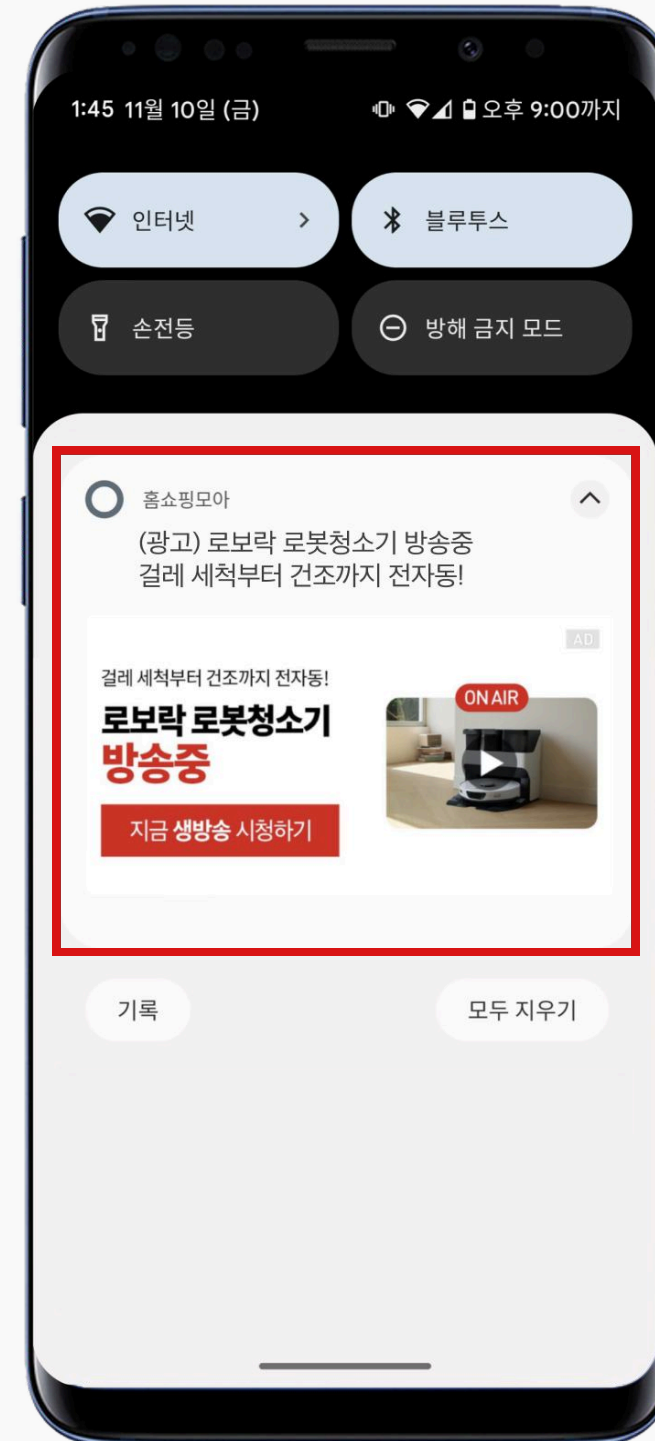 1:45 11월 10일 (금)
오후 9:00까지
인터넷
블루투스
손전등
방해 금지 모드
홈쇼핑모아
(광고) 로보락 로봇청소기 방송중
걸레 세척부터 건조까지 전자동!
AD
걸레 세척부터 건조까지 전자동!
로보락 로봇청소기
방송중
지금 생방송 시청하기
ON AIR
기록
모두 지우기